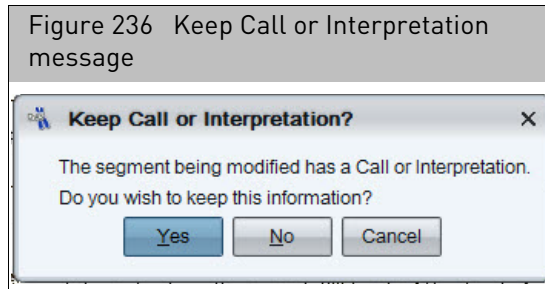 Figure 236 Keep Call or Interpretation
message
Keep Call or Interpretation?
The segment being modified has a Call or Interpretation.
Do you wish to keep this information?
Yes No Cancel